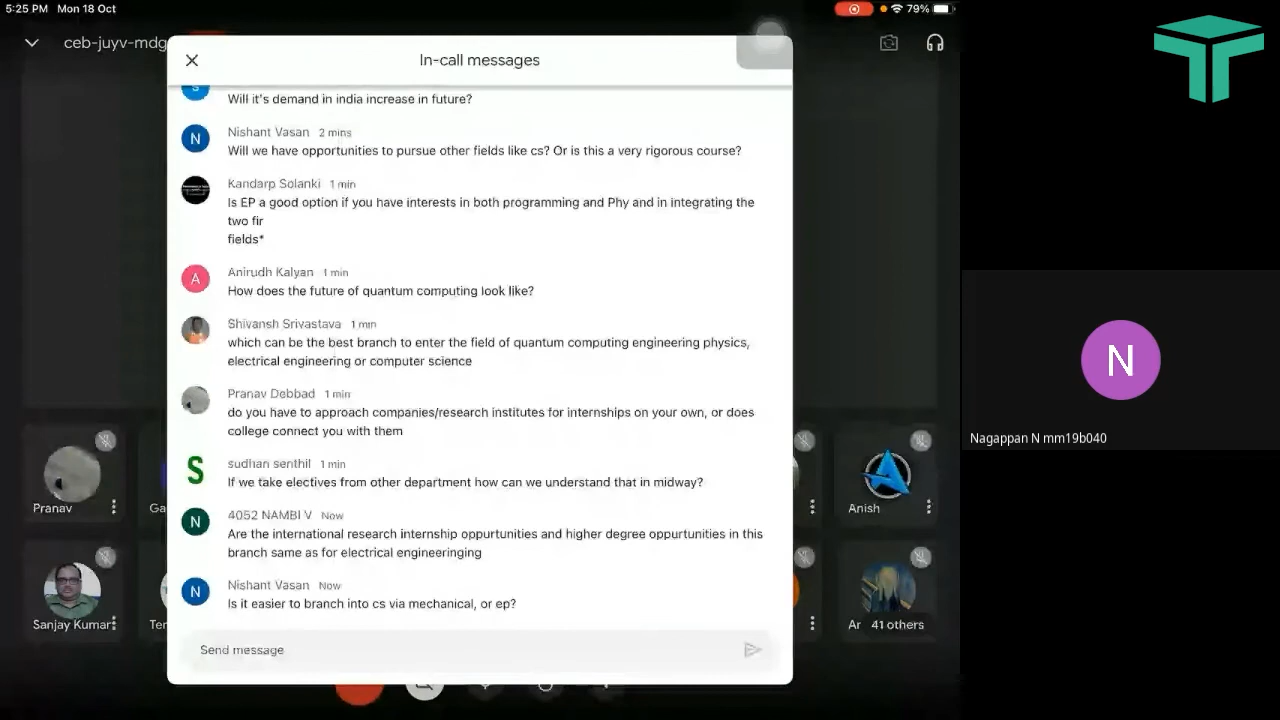 5:25 PM Mon 18 Oct
79%
ceb-juyv-mdg
In-call messages
Will it's demand in india increase in future?
Nishant Vasan 2 mins
Will we have opportunities to pursue other fields like cs? Or is this a very rigorous course?
Kandarp Solanki 1 min
Is EP a good option if you have interests in both programming and Phy and in integrating the
two fir
fields*
Anirudh Kalyan 1 min
How does the future of quantum computing look like?
Shivansh Srivastava 1 min
which can be the best branch to enter the field of quantum computing engineering physics,
electrical engineering or computer science
Pranav Debbad 1 min
do you have to approach companies/research institutes for internships on your own, or does
college connect you with them
sudhan senthil 1 min
If we take electives from other department how can we understand that in midway?
4052 NAMBI V Now
Are the international research internship oppurtunities and higher degree oppurtunities in this
branch same as for electrical engineeringing
Nishant Vasan Now
Is it easier to branch into cs via mechanical, or ep?
Send message
Pranav
Ga
Anish
Sanjay Kumar
Ter
Ar 41 others
N
Nagappan N mm19b040